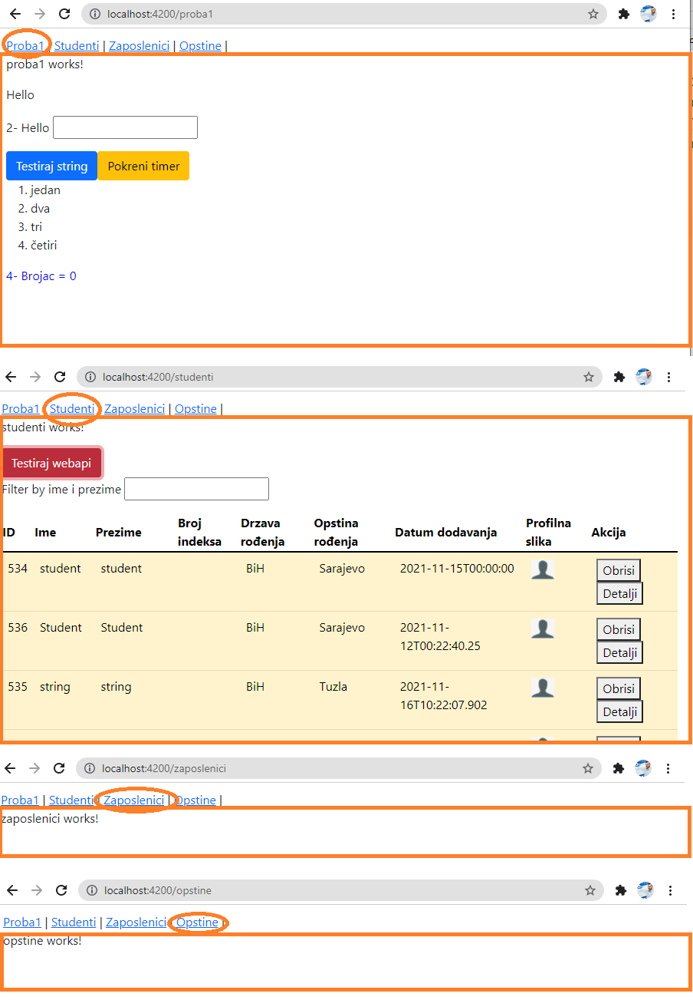 localhost:4200/proba1
Proba1 | Studenti | Zaposlenici | Opstine |
proba1 works!
Hello
2- Hello
Testiraj string Pokreni timer
1. jedan
2. dva
3. tri
4. četiri
4- Brojac = 0
localhost:4200/studenti
Proba1 | Studenti | Zaposlenici | Opstine |
studenti works!
Testiraj webapi
Filter by ime i prezime
ID Ime Prezime Broj indeksa Drzava rođenja Opstina rođenja Datum dodavanja Profilna slika Akcija
534 student student BiH Sarajevo 2021-11-15T00:00:00 Obrisi
Detalji
536 Student Student BiH Sarajevo 2021-11-12T00:22:40.25 Obrisi
Detalji
535 string string BiH Tuzla 2021-11-16T10:22:07.902 Obrisi
Detalji
localhost:4200/zaposlenici
Proba1 | Studenti | Zaposlenici | Opstine |
zaposlenici works!
localhost:4200/opstine
Proba1 | Studenti | Zaposlenici | Opstine |
opstine works!